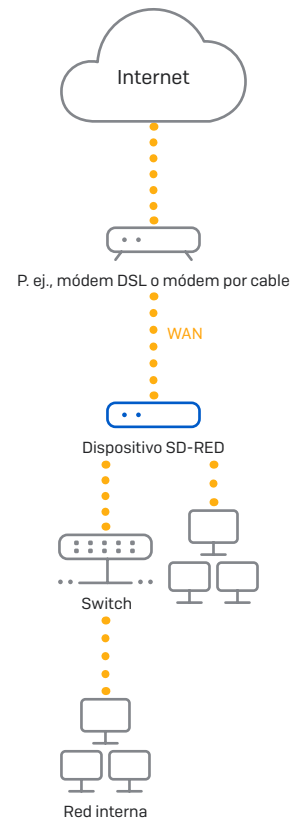 Internet
P. ej., módem DSL o módem por cable
WAN
Dispositivo SD-RED
Switch
Red interna